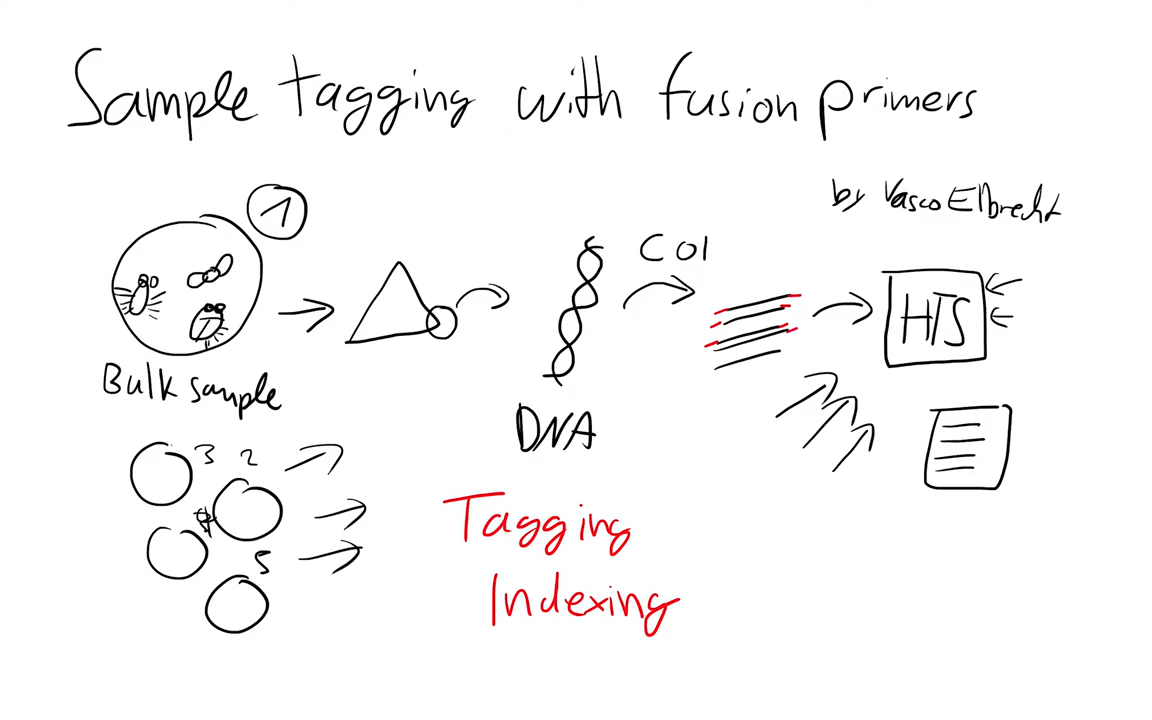 Sample tagging with fusion primers
by Vasco Elbrecht
1
COI
HTS
Bulk sample
DNA
3 2
4
5
Tagging
Indexing